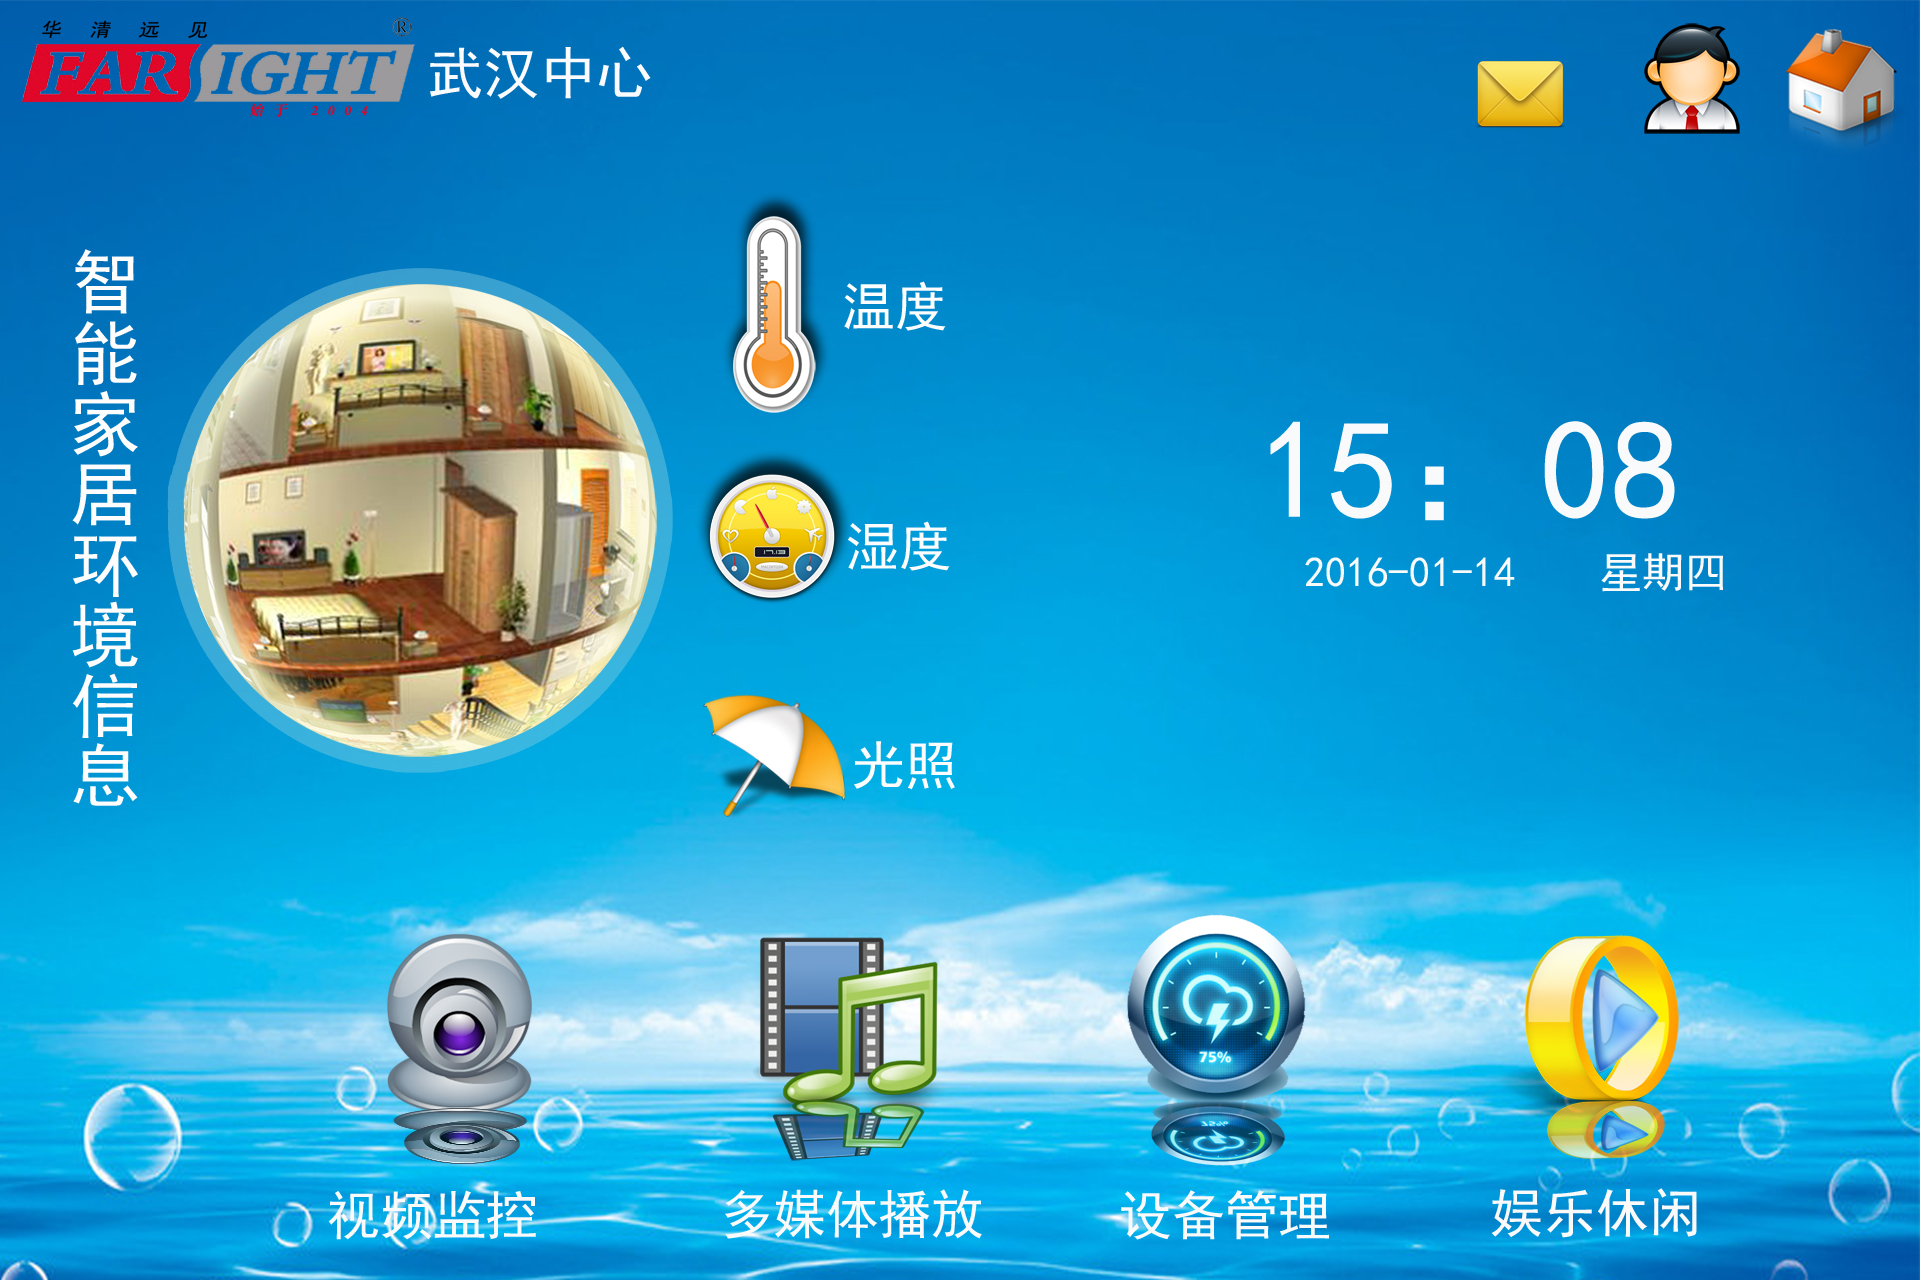 华清远见 ®
FARSIGHT
始于 2004
武汉中心
智能家居环境信息
温度
湿度
17.13
光照
15: 08
2016-01-14 星期四
75%
视频监控
多媒体播放
设备管理
娱乐休闲